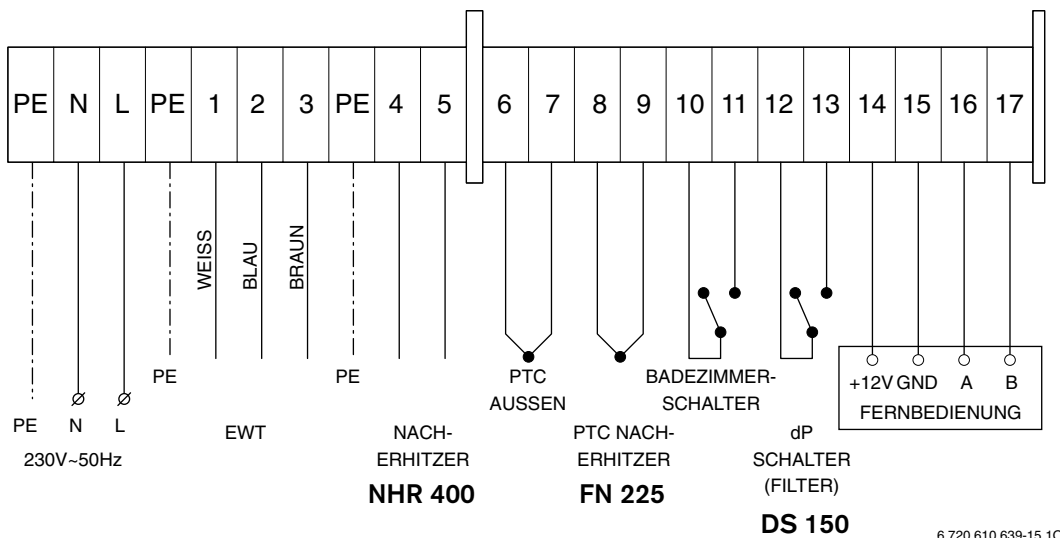 PE N L PE 1 2 3 PE 4 5 6 7 8 9 10 11 12 13 14 15 16 17
WEISS
BLAU
BRAUN
PE
PE
PTC
AUSSEN
BADEZIMMER-
SCHALTER
+12V GND A B
FERNBEDIENUNG
PE N L
230V~50Hz
EWT
NACH-
ERHITZER
NHR 400
PTC NACH-
ERHITZER
FN 225
dP
SCHALTER
(FILTER)
DS 150